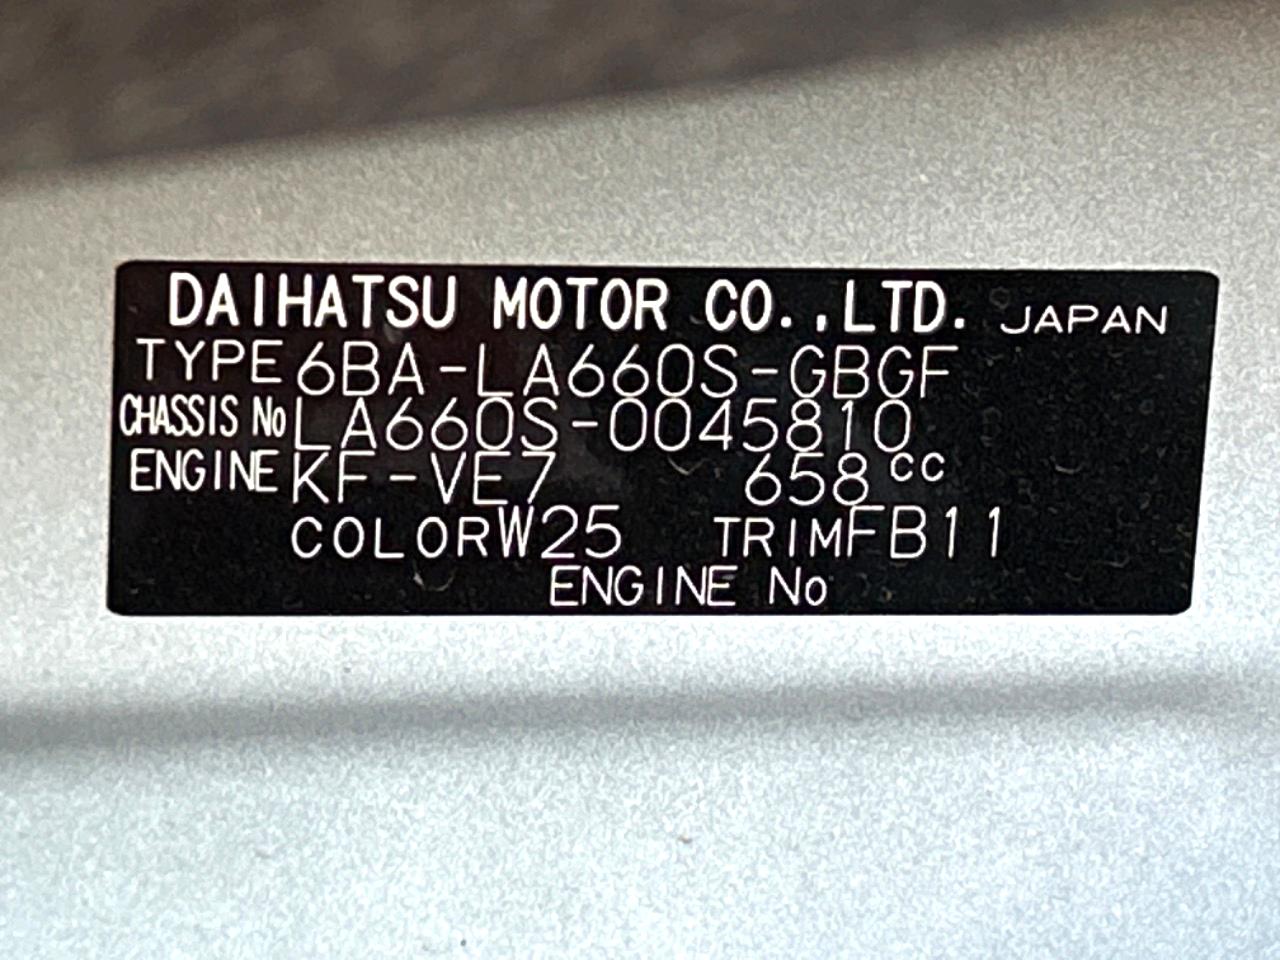 DAIHATSU MOTOR CO.,LTD. JAPAN
TYPE 6BA-LA660S-GBGF
CHASSIS No LA660S-0045810
ENGINE KF-VE7 658cc
COLOR W25 TRIM FB11
ENGINE No